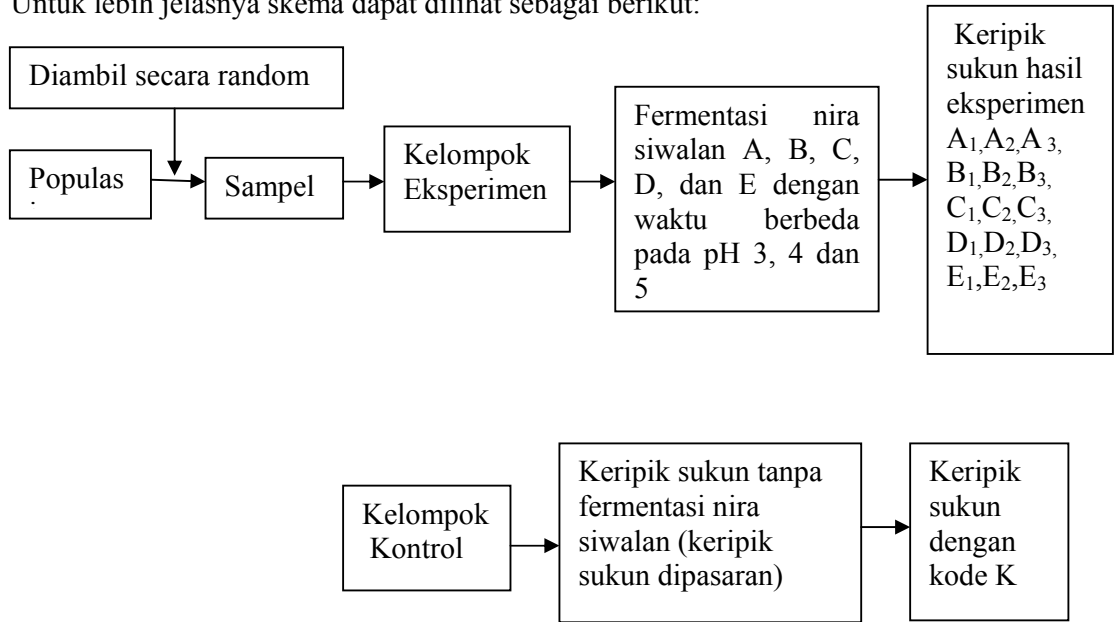 Untuk lebih jelasnya skema dapat dilihat sebagai berikut:
Diambil secara random
Populas
Sampel
Kelompok
Eksperimen
Fermentasi nira
siwalan A, B, C,
D, dan E dengan
waktu berbeda
pada pH 3, 4 dan
5
Keripik
sukun hasil
eksperimen
A₁,A₂,A ₃,
B₁,B₂,B₃,
C₁,C₂,C₃,
D₁,D₂,D₃,
E₁,E₂,E₃
Kelompok
Kontrol
Keripik sukun tanpa
fermentasi nira
siwalan (keripik
sukun dipasaran)
Keripik
sukun
dengan
kode K